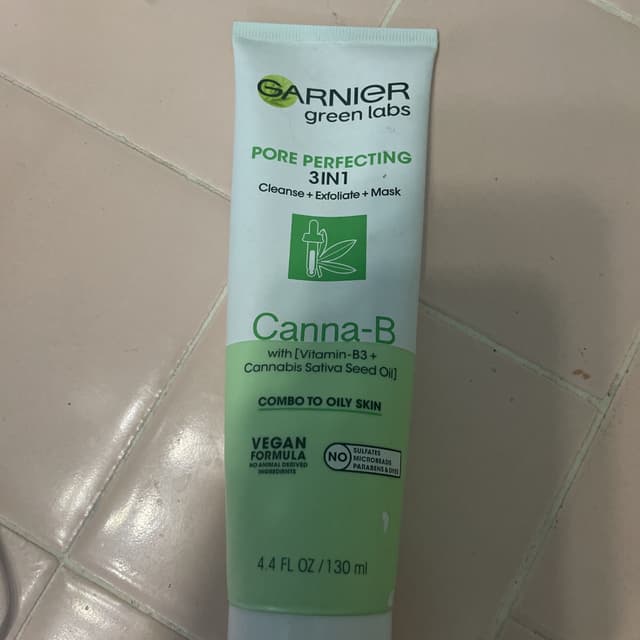 GARNIER
green labs
PORE PERFECTING
3IN1
Cleanse + Exfoliate + Mask
Canna-B
with [Vitamin-B3 +
Cannabis Sativa Seed Oil]
COMBO TO OILY SKIN
VEGAN
FORMULA
NO ANIMAL DERIVED
INGREDIENTS
NO
SULFATES
MICROBEADS
PARABENS & DYES
4.4 FL OZ / 130 ml